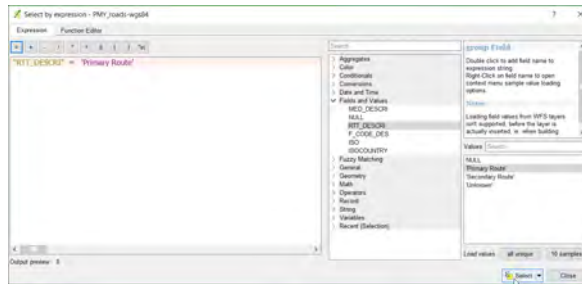 Select by expression - PMY_roads-wgs84
? ×
Expression Function Editor
= + - / * ^ || ( ) '\n'
"RTT_DESCRI" = 'Primary Route'
Output preview: 0
Search
Aggregates
Color
Conditionals
Conversions
Date and Time
Fields and Values
MED_DESCRI
NULL
RTT_DESCRI
F_CODE_DES
ISO
ISOCOUNTRY
Fuzzy Matching
General
Geometry
Math
Operators
Record
String
Variables
Recent (Selection)
group Field
Double click to add field name to
expression string.
Right-Click on field name to open
context menu sample value loading
options.
Notes
Loading field values from WFS layers
isn't supported, before the layer is
actually inserted, ie. when building
Values Search
NULL
'Primary Route'
'Secondary Route'
'Unknown'
Load values all unique 10 samples
Select Close